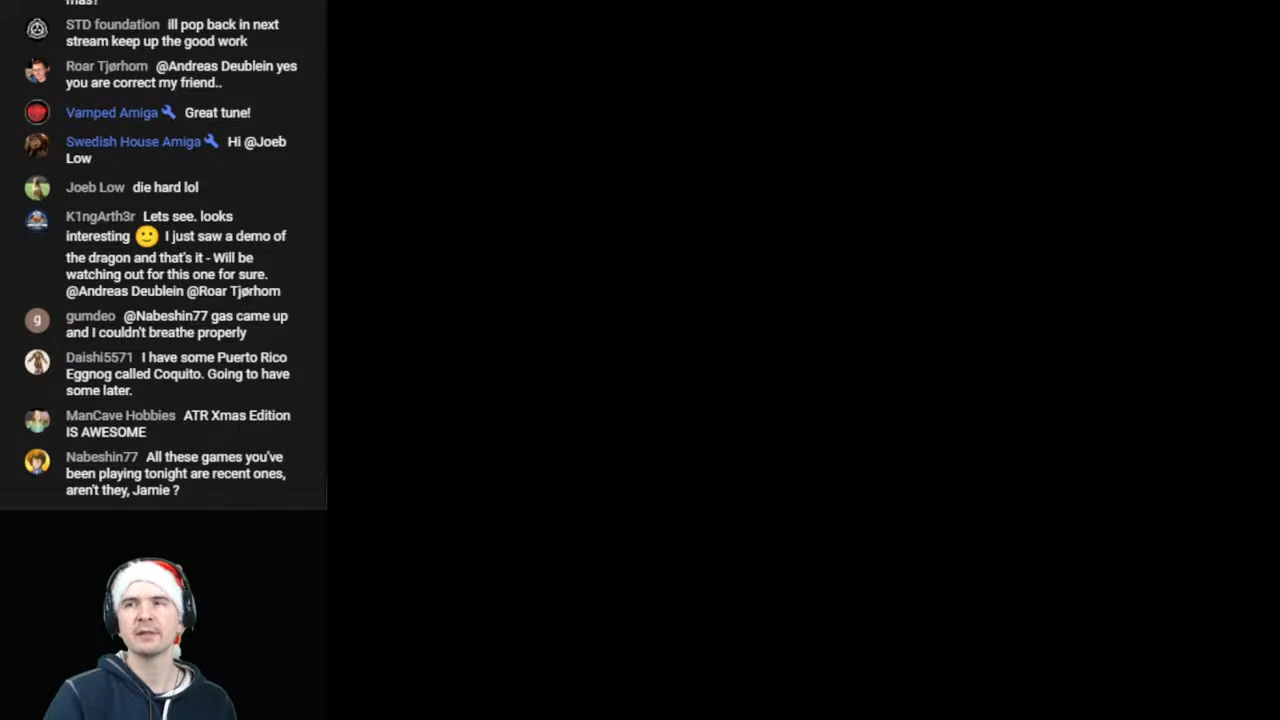 STD foundation ill pop back in next
stream keep up the good work
Roar Tjørhom @Andreas Deublein yes
you are correct my friend..
Vamped Amiga Great tune!
Swedish House Amiga Hi @Joeb
Low
Joeb Low die hard lol
K1ngArth3r Lets see. looks
interesting 🙂 I just saw a demo of
the dragon and that's it - Will be
watching out for this one for sure.
@Andreas Deublein @Roar Tjørhom
g
gumdeo @Nabeshin77 gas came up
and I couldn't breathe properly
Daishi5571 I have some Puerto Rico
Eggnog called Coquito. Going to have
some later.
ManCave Hobbies ATR Xmas Edition
IS AWESOME
Nabeshin77 All these games you've
been playing tonight are recent ones,
aren't they, Jamie ?